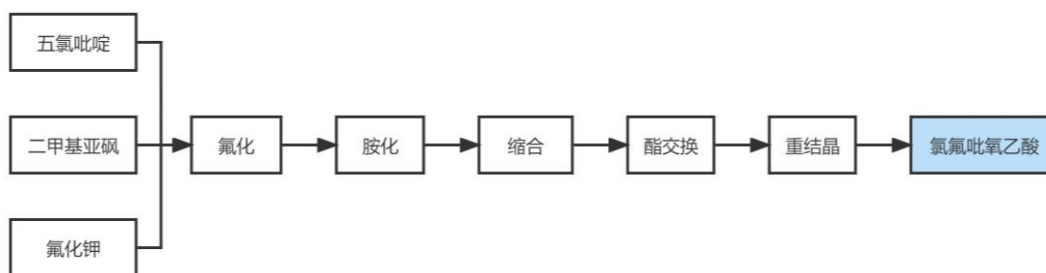 五氯吡啶
二甲基亚砜
氟化钾
氟化
胺化
缩合
酯交换
重结晶
氯氟吡氧乙酸